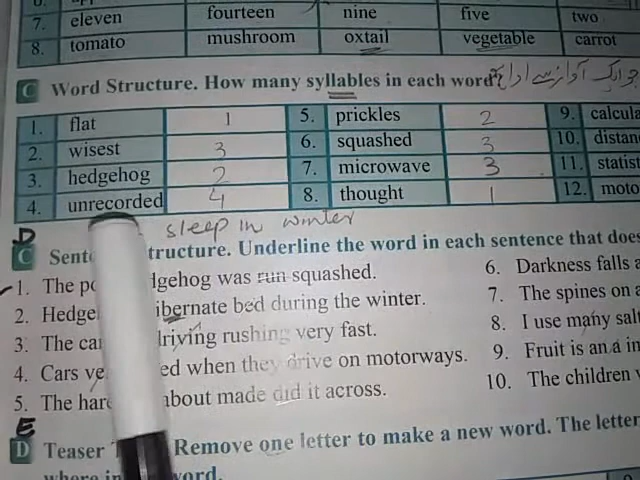 7. eleven fourteen nine five two
8. tomato mushroom oxtail vegetable carrot
C Word Structure. How many syllables in each word?
1. flat 1 5. prickles 2 9. calcula
2. wisest 3 6. squashed 3 10. distan
3. hedgehog 2 7. microwave 3 11. statist
4. unrecorded 4 8. thought 1 12. moto
sleep in winter
D
C Sent tructure. Underline the word in each sentence that does
1. The po dgehog was run squashed. 6. Darkness falls a
2. Hedge ibernate bed during the winter. 7. The spines on a
3. The ca driving rushing very fast. 8. I use many salt
4. Cars ve ed when they drive on motorways. 9. Fruit is an a in
5. The har about made did it across. 10. The children
E
D Teaser Remove one letter to make a new word. The letter
where in word.